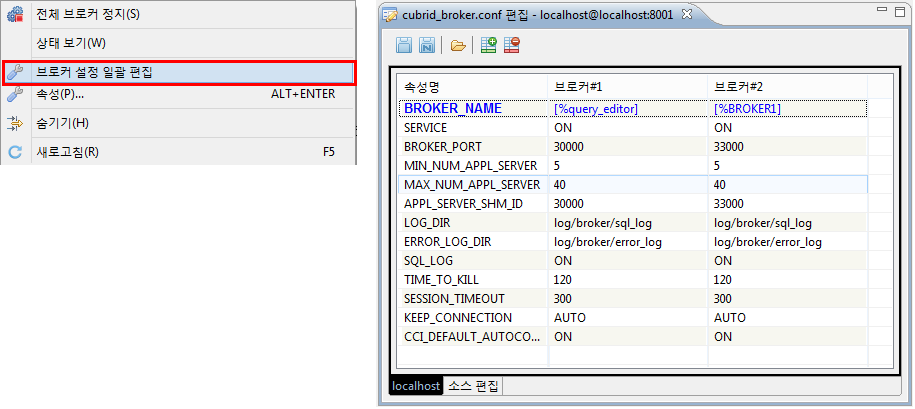 전체 브로커 정지(S)
상태 보기(W)
브로커 설정 일괄 편집
속성(P)... ALT+ENTER
숨기기(H)
새로고침(R) F5
cubrid_broker.conf 편집 - localhost@localhost:8001
속성명 브로커#1 브로커#2
BROKER_NAME [%query_editor] [%BROKER1]
SERVICE ON ON
BROKER_PORT 30000 33000
MIN_NUM_APPL_SERVER 5 5
MAX_NUM_APPL_SERVER 40 40
APPL_SERVER_SHM_ID 30000 33000
LOG_DIR log/broker/sql_log log/broker/sql_log
ERROR_LOG_DIR log/broker/error_log log/broker/error_log
SQL_LOG ON ON
TIME_TO_KILL 120 120
SESSION_TIMEOUT 300 300
KEEP_CONNECTION AUTO AUTO
CCI_DEFAULT_AUTOCO... ON ON
localhost 소스 편집